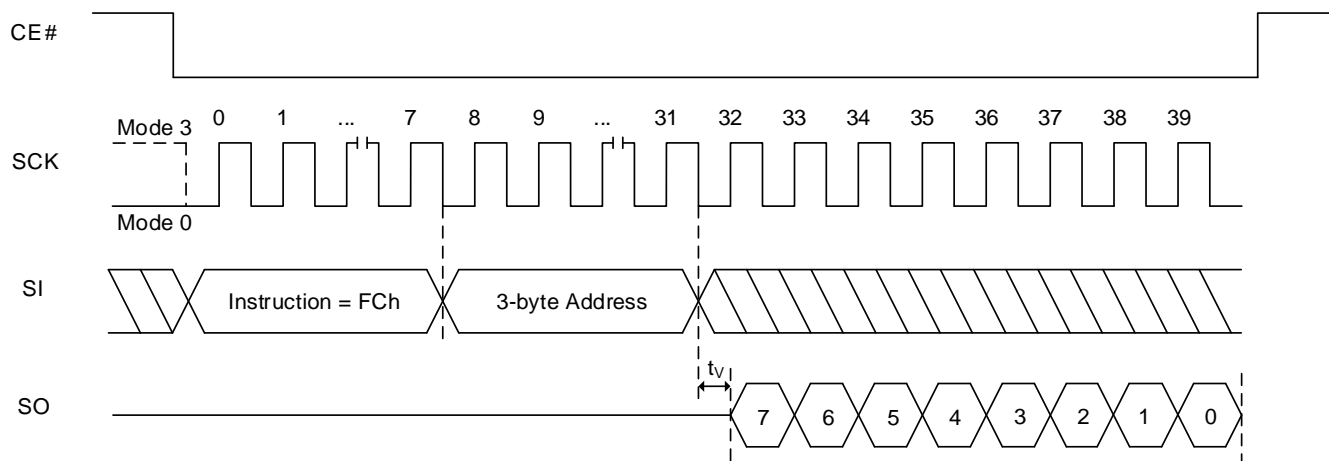 CE#
Mode 3 0 1 ... 7 8 9 ... 31 32 33 34 35 36 37 38 39
SCK
Mode 0
SI Instruction = FCh 3-byte Address
tV
SO 7 6 5 4 3 2 1 0